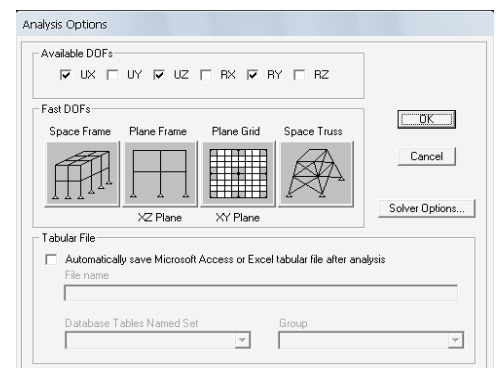 Analysis Options
Available DOFs
UX UY UZ RX RY RZ
Fast DOFs
Space Frame Plane Frame Plane Grid Space Truss
XZ Plane XY Plane
OK
Cancel
Solver Options...
Tabular File
Automatically save Microsoft Access or Excel tabular file after analysis
File name
Database Tables Named Set Group